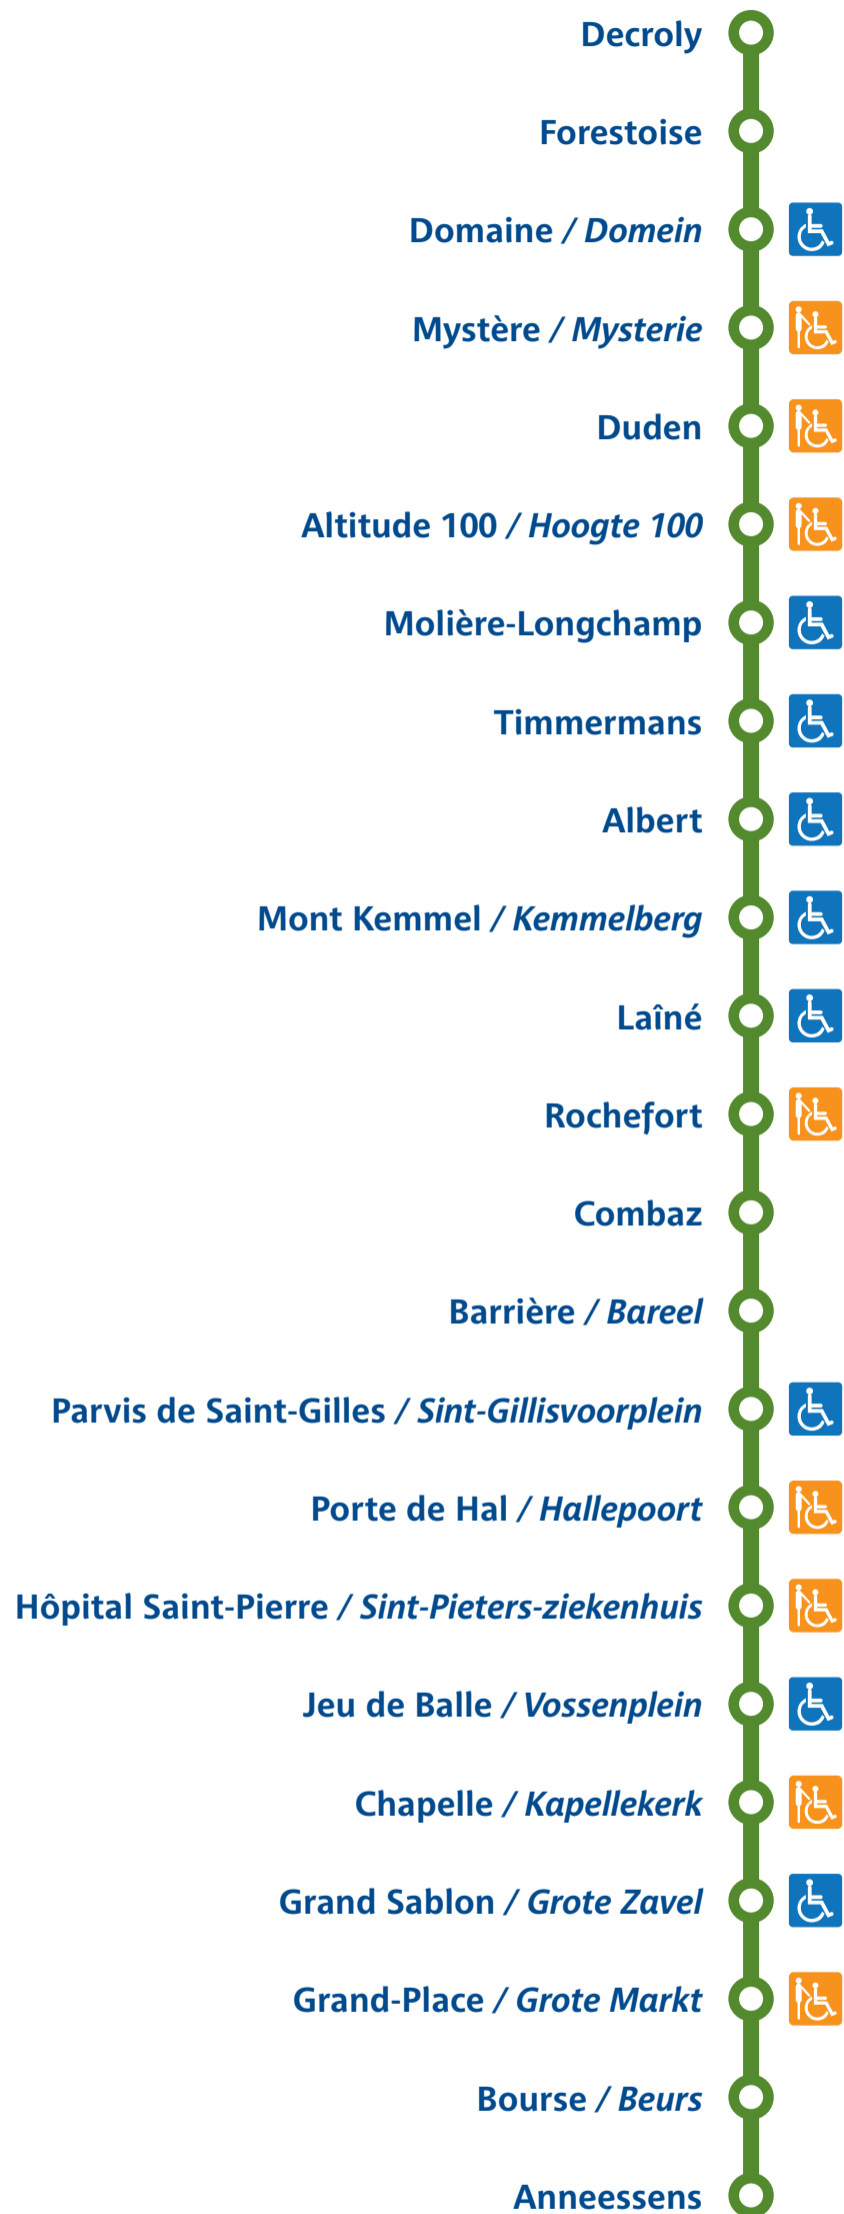 Decroly
Forestoise
Domaine / Domein
Mystère / Mysterie
Duden
Altitude 100 / Hoogte 100
Molière-Longchamp
Timmermans
Albert
Mont Kemmel / Kemmelberg
Laîné
Rochefort
Combaz
Barrière / Bareel
Parvis de Saint-Gilles / Sint-Gillisvoorplein
Porte de Hal / Hallepoort
Hôpital Saint-Pierre / Sint-Pieters-ziekenhuis
Jeu de Balle / Vossenplein
Chapelle / Kapellekerk
Grand Sablon / Grote Zavel
Grand-Place / Grote Markt
Bourse / Beurs
Anneessens